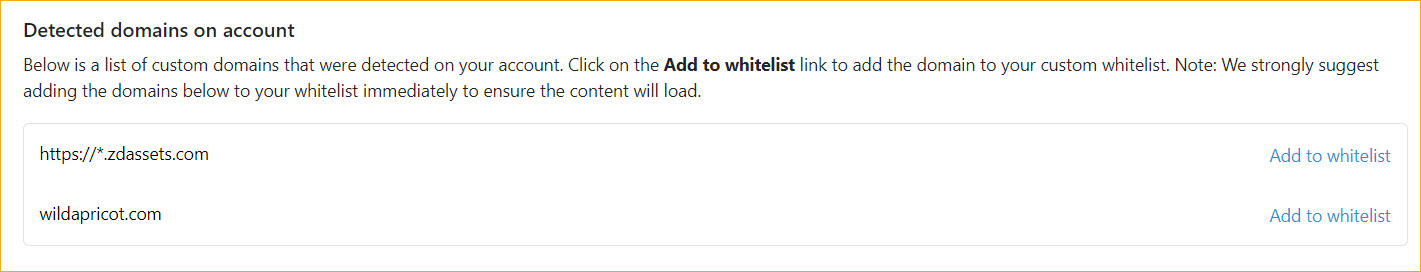 Detected domains on account
Below is a list of custom domains that were detected on your account. Click on the Add to whitelist link to add the domain to your custom whitelist. Note: We strongly suggest
adding the domains below to your whitelist immediately to ensure the content will load.
https://*.zdassets.com Add to whitelist
wildapricot.com Add to whitelist